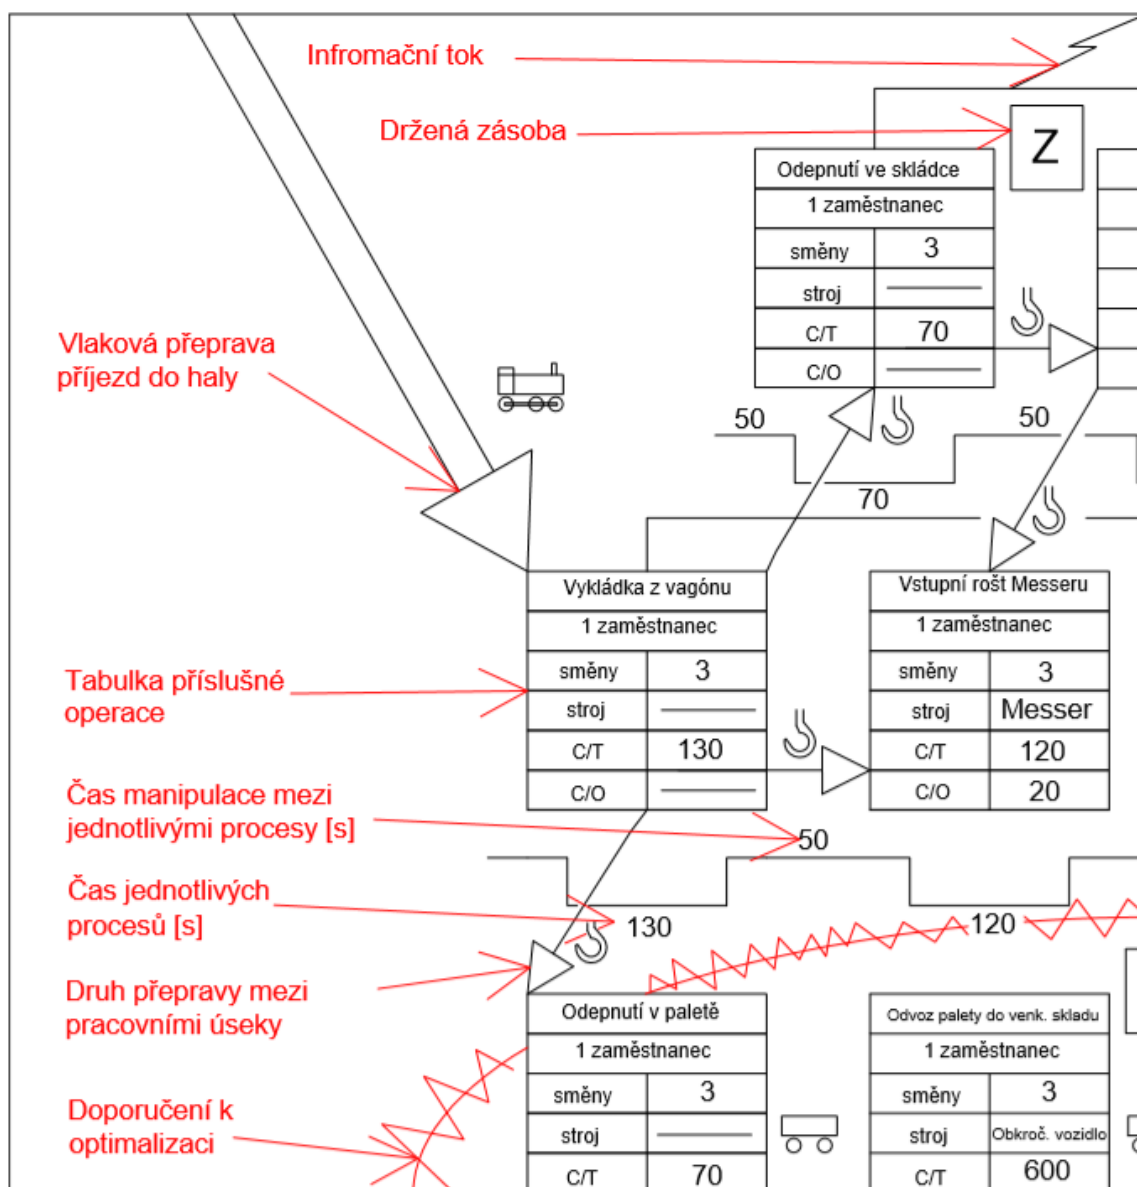 Infromační tok
Držená zásoba
Z
Odepnutí ve skládce
1 zaměstnanec
směny 3
stroj
C/T 70
C/O
Vlaková přeprava
příjezd do haly
50
50
70
Vykládka z vagónu
1 zaměstnanec
směny 3
stroj
C/T 130
C/O
Vstupní rošt Messeru
1 zaměstnanec
směny 3
stroj Messer
C/T 120
C/O 20
Tabulka příslušné
operace
Čas manipulace mezi
jednotlivými procesy [s]
50
Čas jednotlivých
procesů [s]
130
120
Druh přepravy mezi
pracovními úseky
Odepnutí v paletě
1 zaměstnanec
směny 3
stroj
C/T 70
Odvoz palety do venk. skladu
1 zaměstnanec
směny 3
stroj Obkroč. vozidlo
C/T 600
Doporučení k
optimalizaci